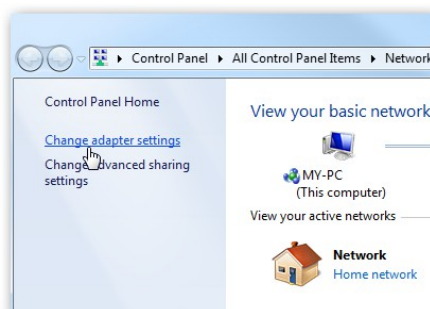 Control Panel ▸ All Control Panel Items ▸ Network
Control Panel Home
Change adapter settings
Change advanced sharing
settings
View your basic network
MY-PC
(This computer)
View your active networks
Network
Home network